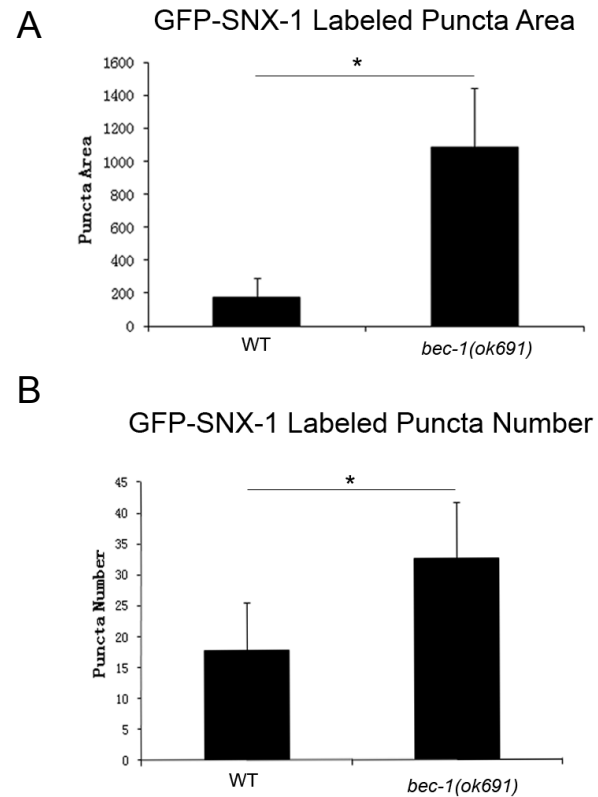 A
GFP-SNX-1 Labeled Puncta Area
1600
1400
1200
1000
800
600
400
200
0
Puncta Area
*
WT
bec-1(ok691)
B
GFP-SNX-1 Labeled Puncta Number
45
40
35
30
25
20
15
10
5
0
Puncta Number
*
WT
bec-1(ok691)